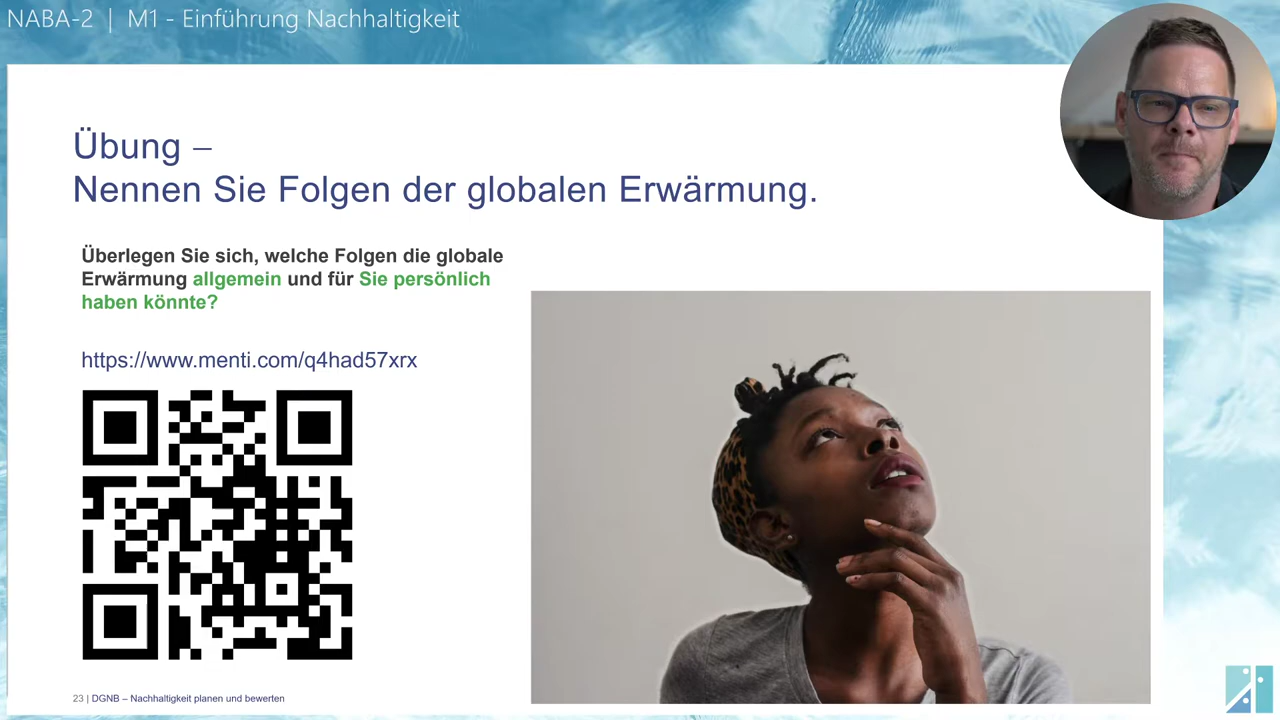 NABA-2 | M1 - Einführung Nachhaltigkeit
Übung –
Nennen Sie Folgen der globalen Erwärmung.
Überlegen Sie sich, welche Folgen die globale
Erwärmung allgemein und für Sie persönlich
haben könnte?
https://www.menti.com/q4had57xrx
23 | DGNB – Nachhaltigkeit planen und bewerten